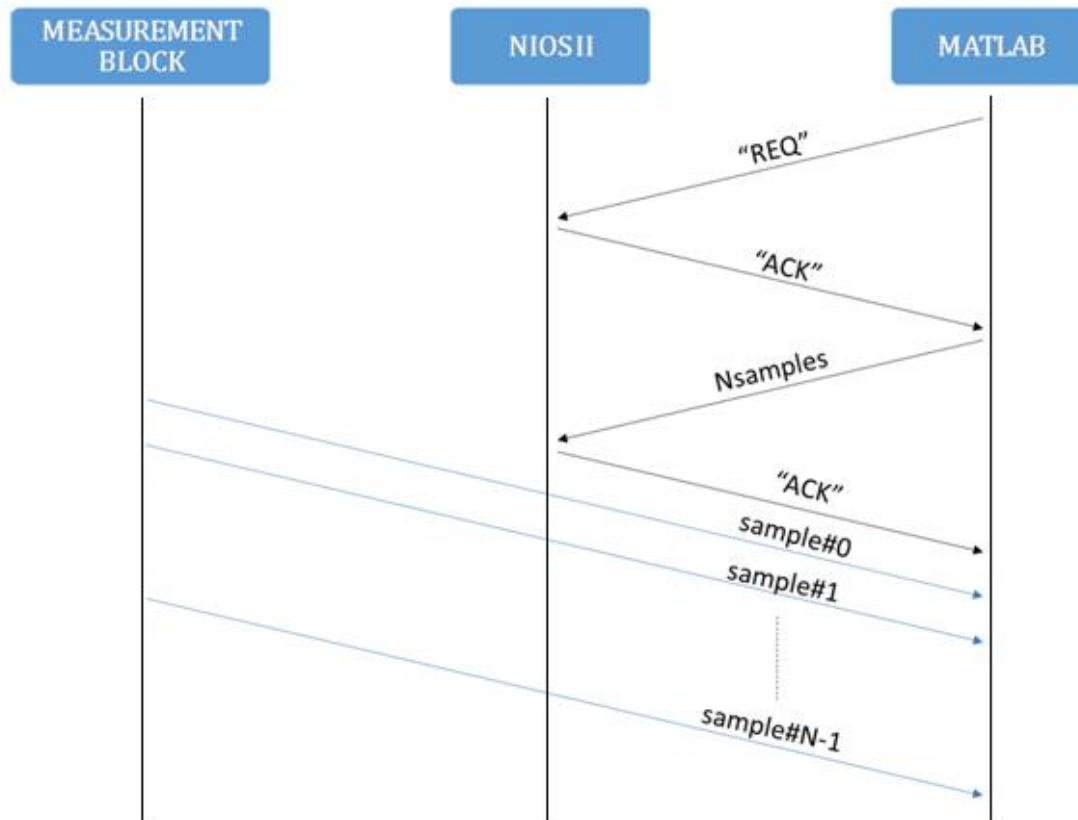 MEASUREMENT
BLOCK
NIOSII
MATLAB
“REQ”
“ACK”
Nsamples
“ACK”
sample#0
sample#1
sample#N-1